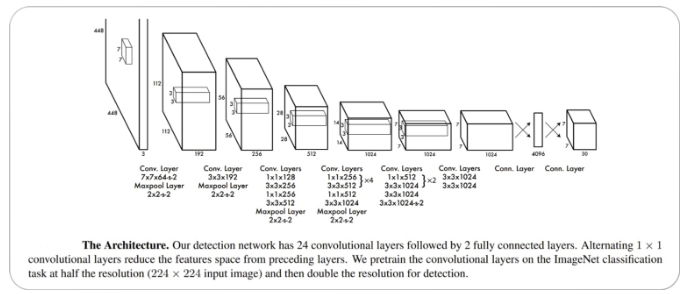 448
7
7
448
3
112
3
3
112
192
56
3
3
56
256
28
3
3
28
512
14
3
3
14
1024
7
3
3
7
1024
7
7
1024
4096
7
7
30
Conv. Layer
7x7x64-s-2
Maxpool Layer
2x2-s-2
Conv. Layer
3x3x192
Maxpool Layer
2x2-s-2
Conv. Layers
1x1x128
3x3x256
1x1x256
3x3x512
Maxpool Layer
2x2-s-2
Conv. Layers
1x1x256
3x3x512 }×4
1x1x512
3x3x1024
Maxpool Layer
2x2-s-2
Conv. Layers
1x1x512
3x3x1024 }×2
3x3x1024
3x3x1024-s-2
Conv. Layers
3x3x1024
3x3x1024
Conn. Layer
Conn. Layer
The Architecture. Our detection network has 24 convolutional layers followed by 2 fully connected layers. Alternating 1 × 1
convolutional layers reduce the features space from preceding layers. We pretrain the convolutional layers on the ImageNet classification
task at half the resolution (224 × 224 input image) and then double the resolution for detection.